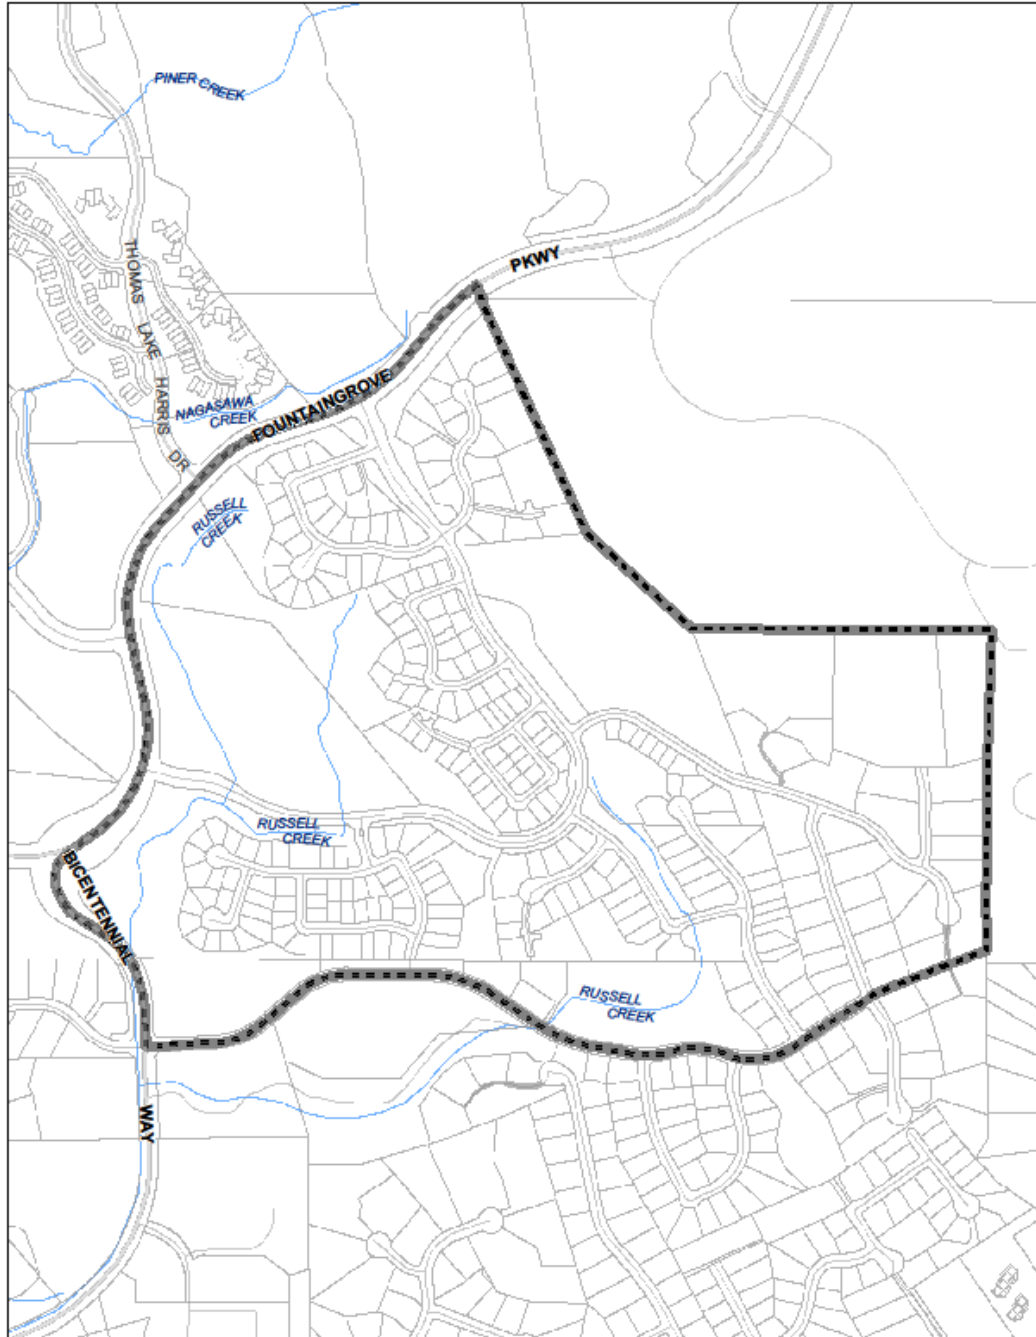 PINER CREEK
PKWY
THOMAS LAKE HARRIS DR
NAGASAWA
CREEK
FOUNTAINGROVE
RUSSELL
CREEK
RUSSELL
CREEK
BICENTENNIAL
RUSSELL
CREEK
WAY